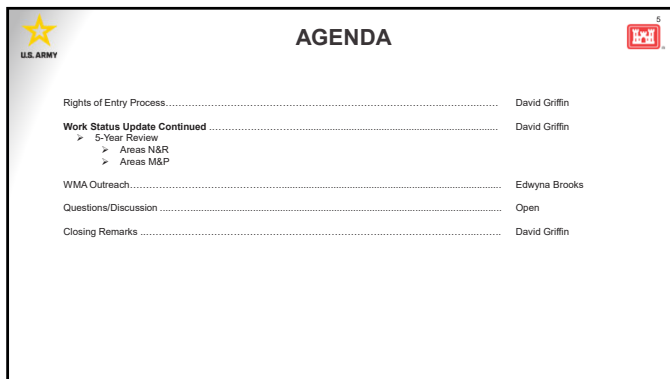 5
AGENDA
U.S. ARMY
Rights of Entry Process……………………………………………………………………………………………. David Griffin
Work Status Update Continued ………………………………………………………………………………. David Griffin
➢ 5-Year Review
➢ Areas N&R
➢ Areas M&P
WMA Outreach……………………………………………………………………………………………………. Edwyna Brooks
Questions/Discussion ……………………………………………………………………………………………. Open
Closing Remarks ………………………………………………………………………………………………….. David Griffin